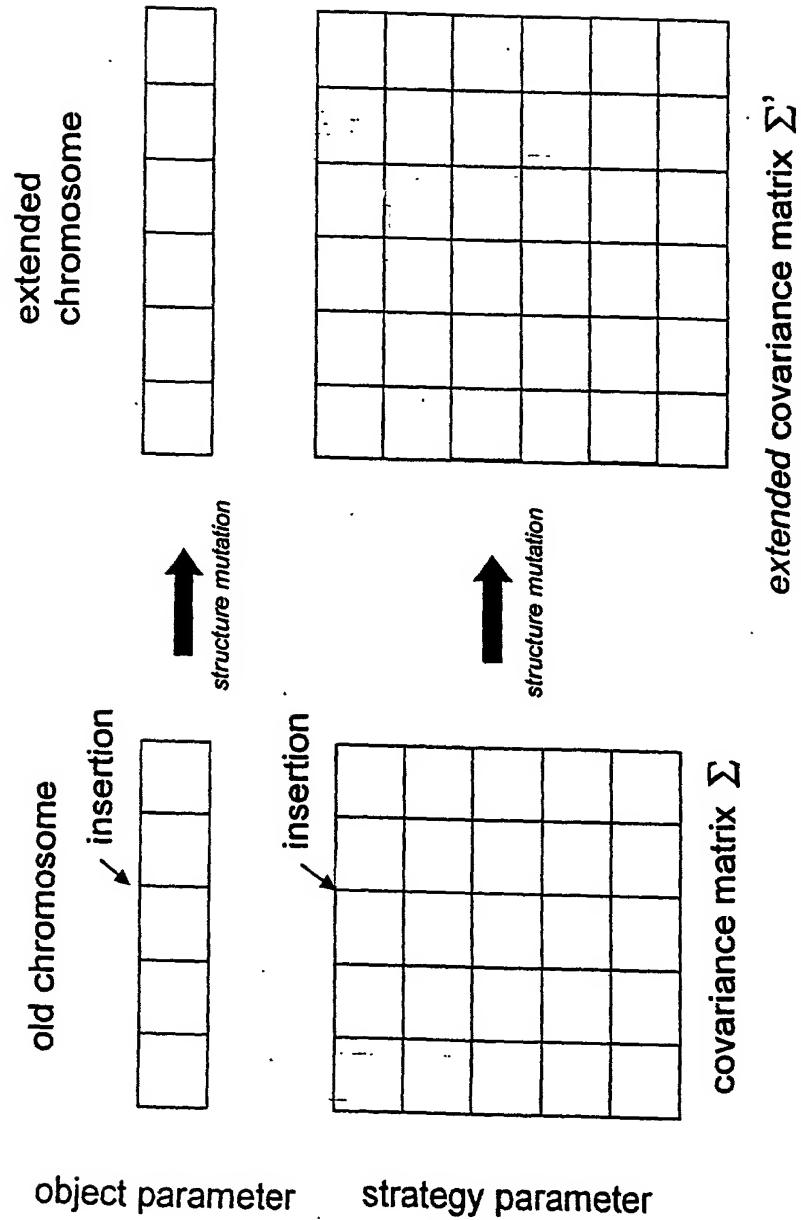 old chromosome
extended
chromosome
object parameter
insertion
structure mutation
strategy parameter
insertion
structure mutation
covariance matrix Σ
extended covariance matrix Σ'